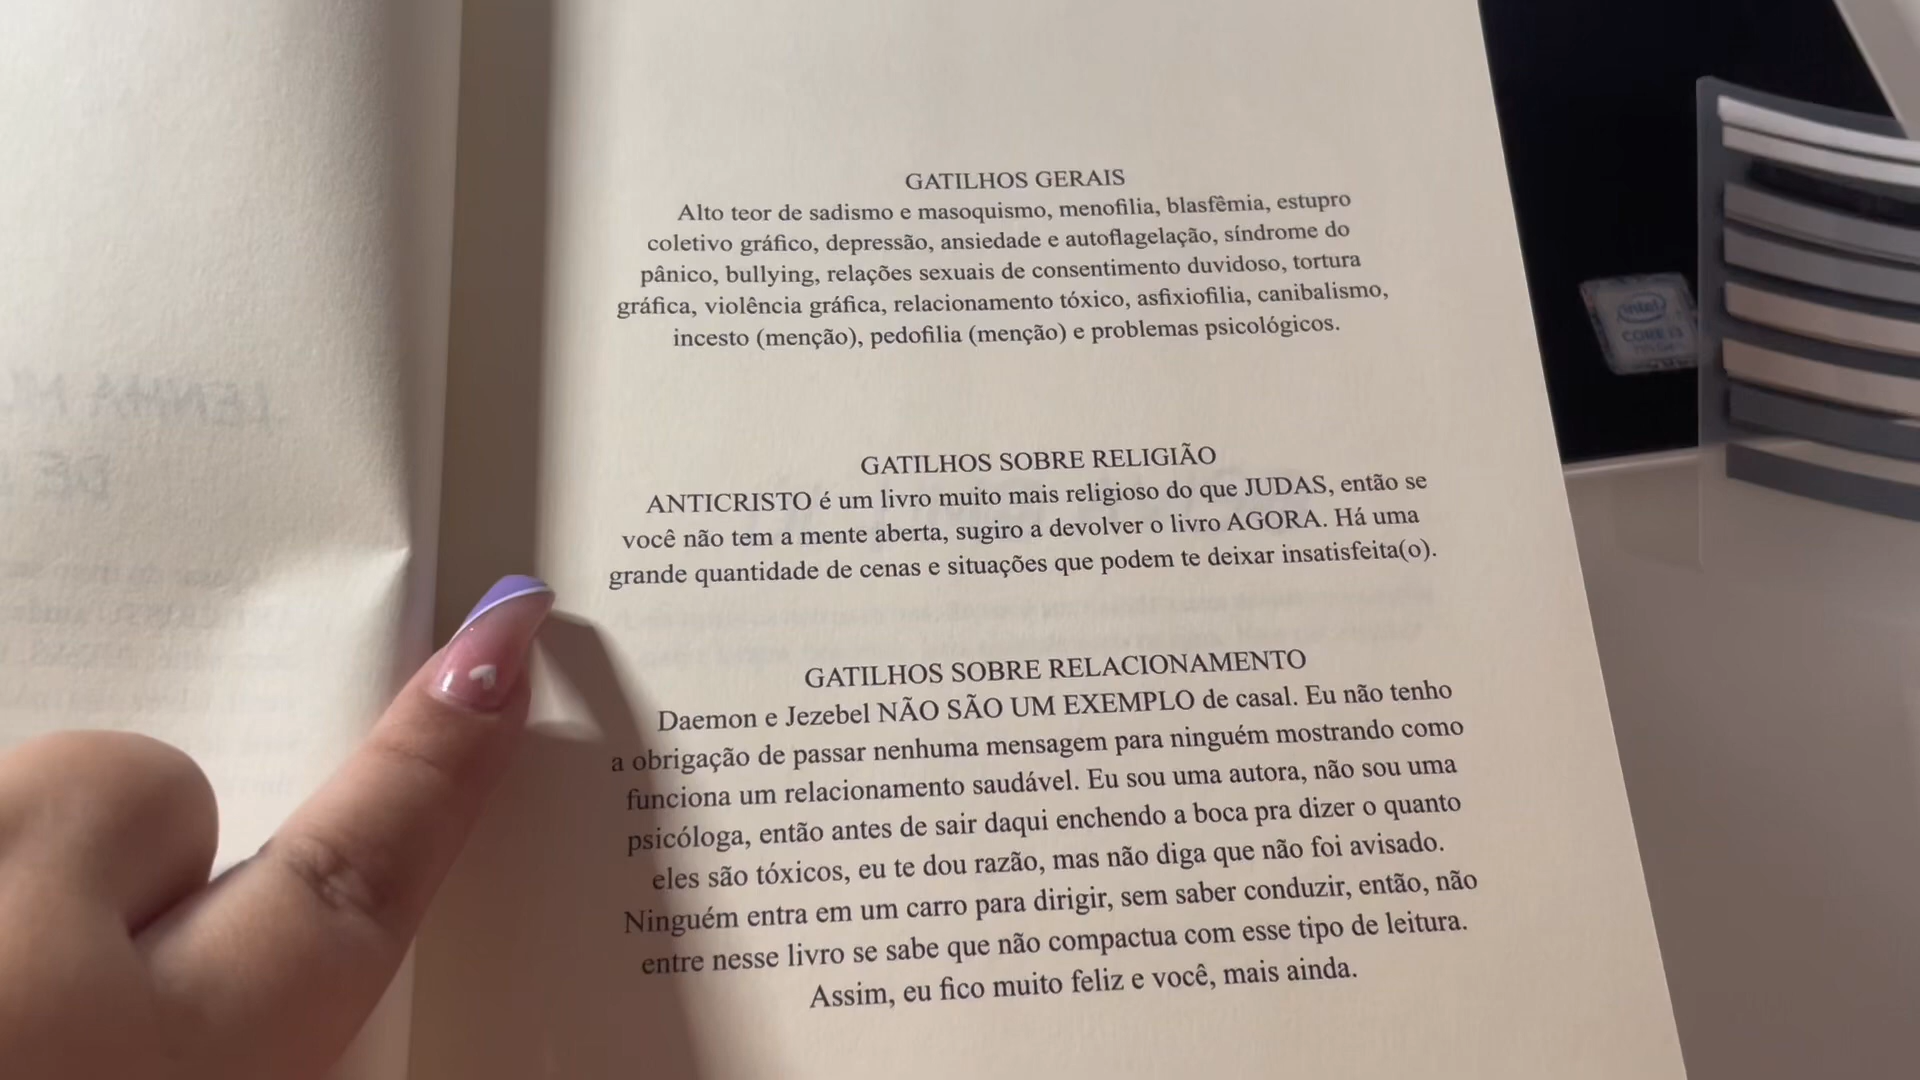 GATILHOS GERAIS
Alto teor de sadismo e masoquismo, menofilia, blasfêmia, estupro
coletivo gráfico, depressão, ansiedade e autoflagelação, síndrome do
pânico, bullying, relações sexuais de consentimento duvidoso, tortura
gráfica, violência gráfica, relacionamento tóxico, asfixiofilia, canibalismo,
incesto (menção), pedofilia (menção) e problemas psicológicos.
GATILHOS SOBRE RELIGIÃO
ANTICRISTO é um livro muito mais religioso do que JUDAS, então se
você não tem a mente aberta, sugiro a devolver o livro AGORA. Há uma
grande quantidade de cenas e situações que podem te deixar insatisfeita(o).
GATILHOS SOBRE RELACIONAMENTO
Daemon e Jezebel NÃO SÃO UM EXEMPLO de casal. Eu não tenho
a obrigação de passar nenhuma mensagem para ninguém mostrando como
funciona um relacionamento saudável. Eu sou uma autora, não sou uma
psicóloga, então antes de sair daqui enchendo a boca pra dizer o quanto
eles são tóxicos, eu te dou razão, mas não diga que não foi avisado.
Ninguém entra em um carro para dirigir, sem saber conduzir, então, não
entre nesse livro se sabe que não compactua com esse tipo de leitura.
Assim, eu fico muito feliz e você, mais ainda.
intel
CORE i3